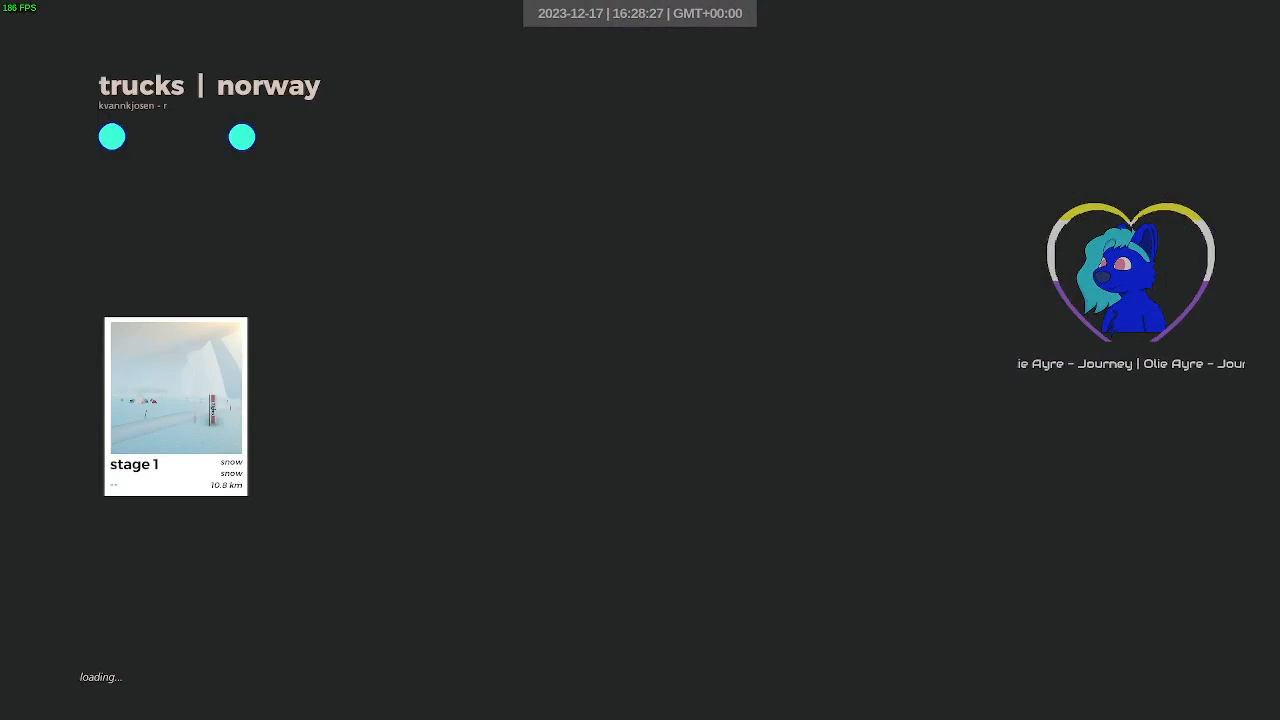 186 FPS
2023-12-17 | 16:28:27 | GMT+00:00
trucks | norway
kvannkjosen - r
ie Ayre - Journey | Olie Ayre - Jour
stage 1
snow
snow
--
10.8 km
loading...